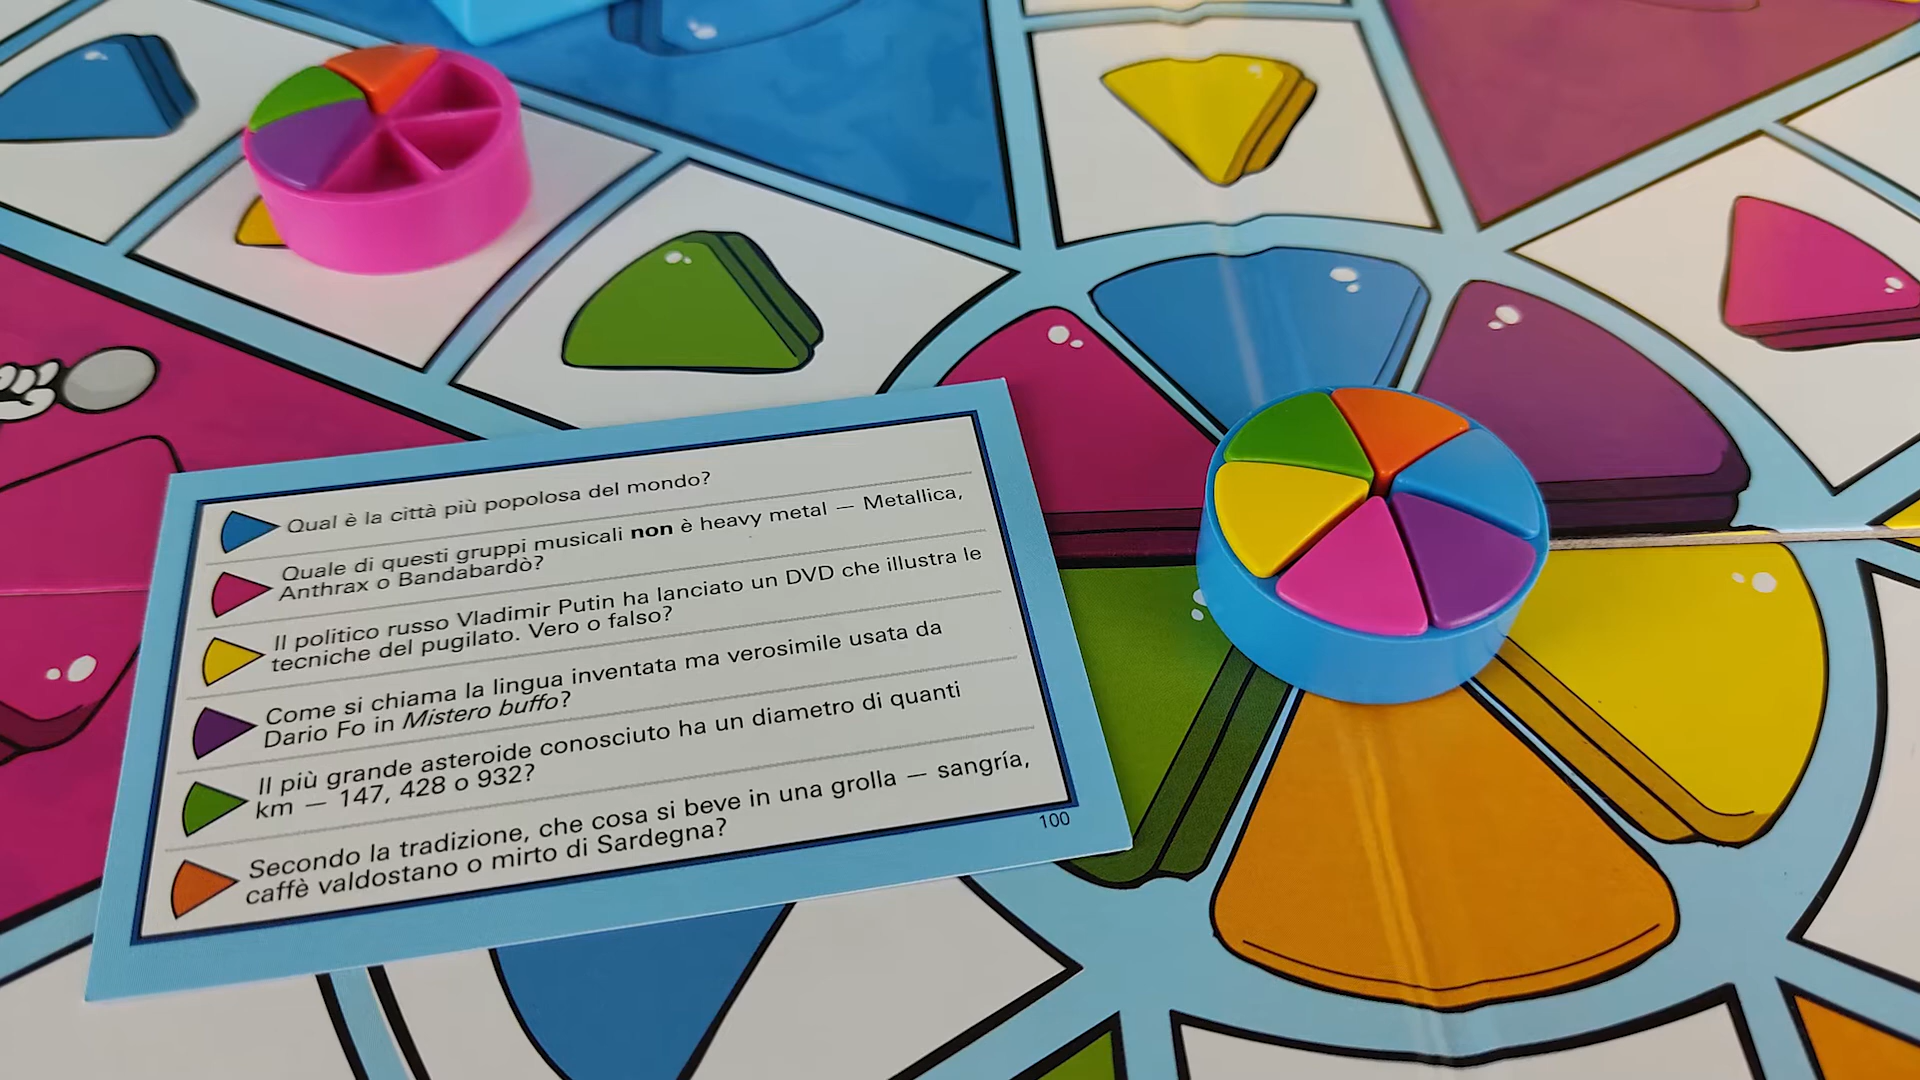 Qual è la città più popolosa del mondo?
Quale di questi gruppi musicali non è heavy metal — Metallica,
Anthrax o Bandabardò?
Il politico russo Vladimir Putin ha lanciato un DVD che illustra le
tecniche del pugilato. Vero o falso?
Come si chiama la lingua inventata ma verosimile usata da
Dario Fo in Mistero buffo?
Il più grande asteroide conosciuto ha un diametro di quanti
km — 147, 428 o 932?
Secondo la tradizione, che cosa si beve in una grolla — sangría,
caffè valdostano o mirto di Sardegna?
100